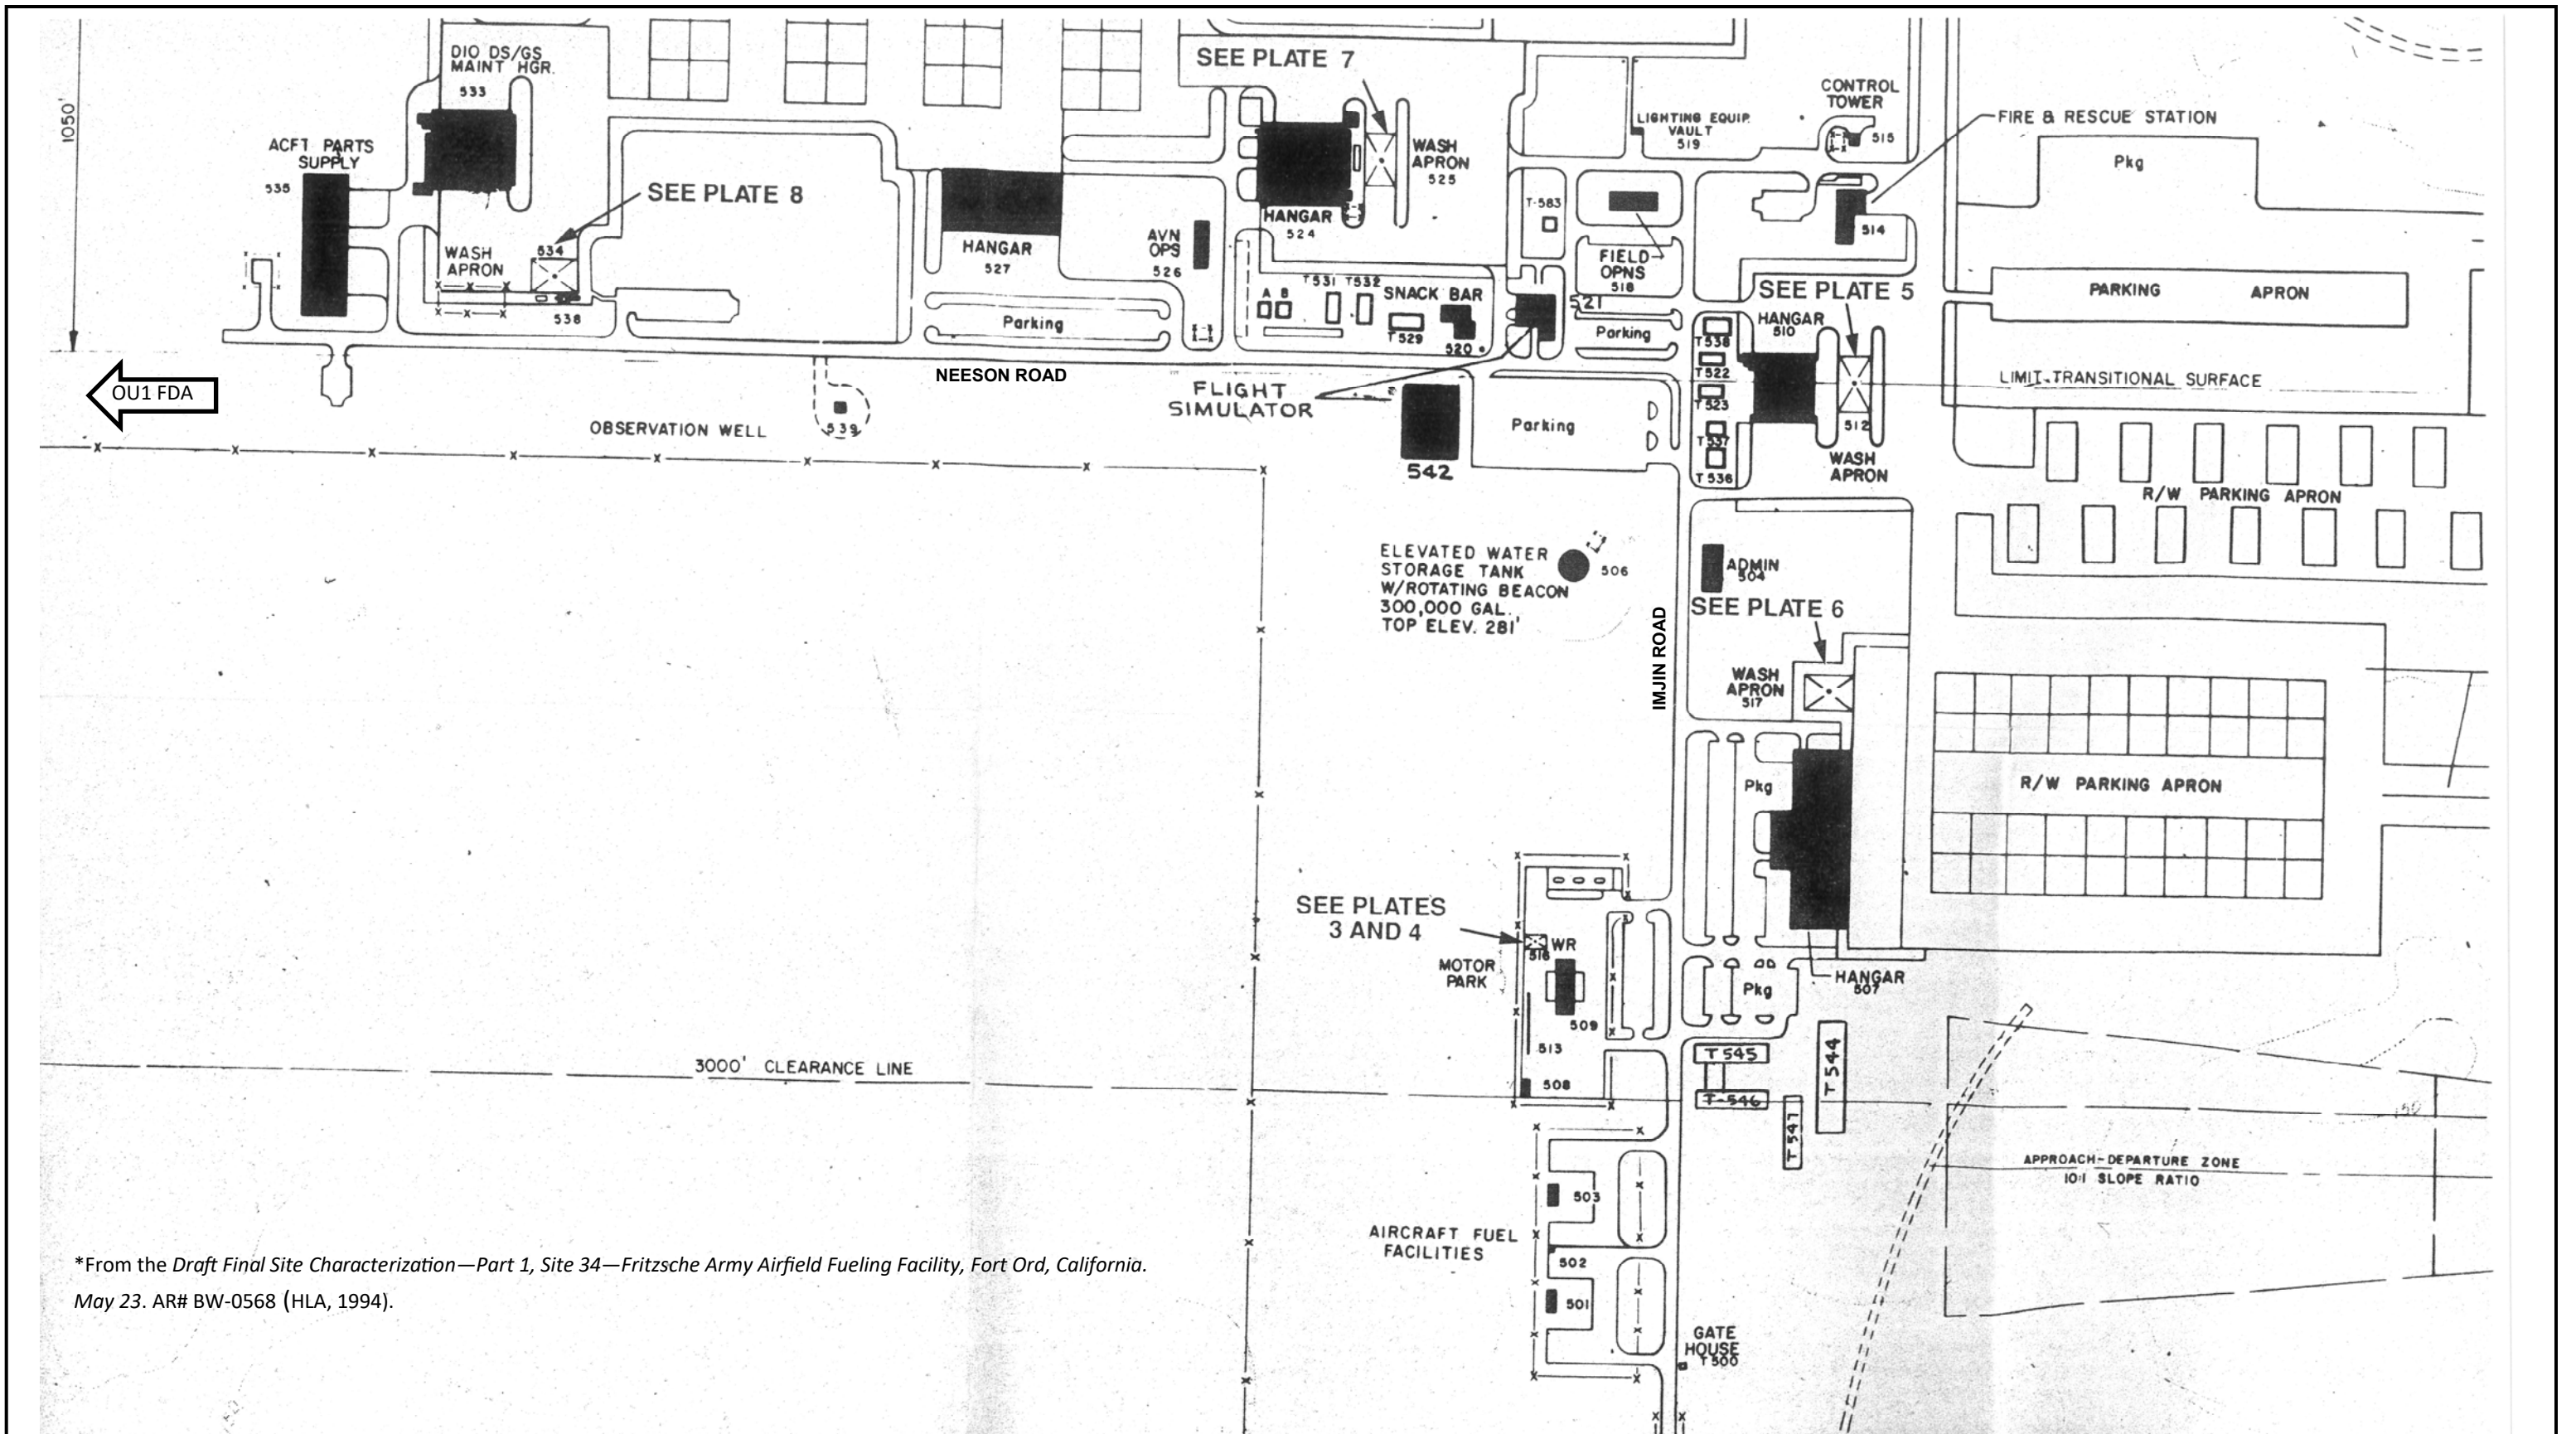 1050'
DIO DS/GS
MAINT HGR.
533
ACFT PARTS
SUPPLY
535
SEE PLATE 8
WASH
APRON
534
538
HANGAR
527
Parking
AVN
OPS
526
SEE PLATE 7
WASH
APRON
525
HANGAR
524
A B
T531 T532
SNACK BAR
T529
520
521
T-583
LIGHTING EQUIP.
VAULT
519
CONTROL
TOWER
515
FIRE & RESCUE STATION
514
FIELD
OPNS
518
Parking
SEE PLATE 5
HANGAR
510
T538
T522
T523
T537
T536
512
WASH
APRON
Pkg
PARKING APRON
LIMIT-TRANSITIONAL SURFACE
R/W PARKING APRON
OU1 FDA
NEESON ROAD
OBSERVATION WELL
539
FLIGHT
SIMULATOR
542
Parking
ELEVATED WATER
STORAGE TANK
W/ROTATING BEACON
300,000 GAL.
TOP ELEV. 281'
506
IMJIN ROAD
ADMIN
504
SEE PLATE 6
WASH
APRON
517
Pkg
R/W PARKING APRON
SEE PLATES
3 AND 4
WR
516
MOTOR
PARK
509
513
508
Pkg
HANGAR
507
T545
T-546
T544
T547
3000' CLEARANCE LINE
150
APPROACH-DEPARTURE ZONE
10:1 SLOPE RATIO
AIRCRAFT FUEL
FACILITIES
503
502
501
GATE
HOUSE
T500
*From the Draft Final Site Characterization—Part 1, Site 34—Fritzsche Army Airfield Fueling Facility, Fort Ord, California.
May 23. AR# BW-0568 (HLA, 1994).